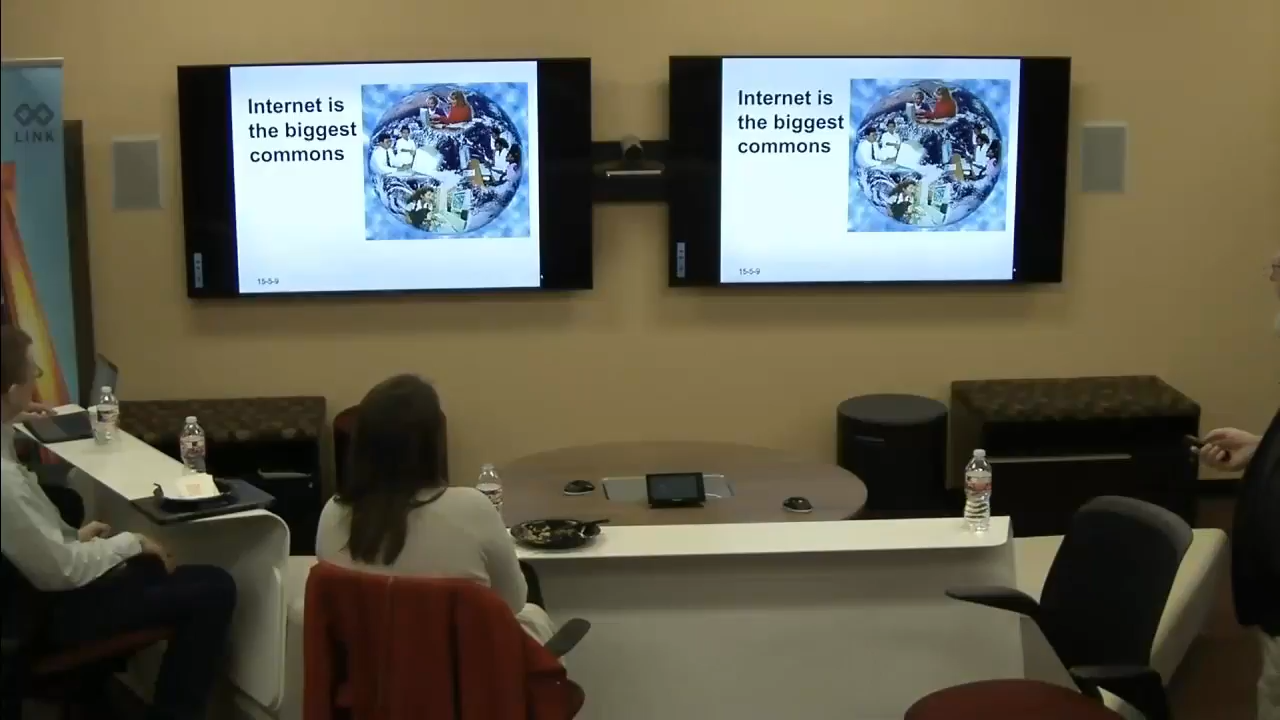 LINK
Internet is
the biggest
commons
15-5-9
Internet is
the biggest
commons
15-5-9